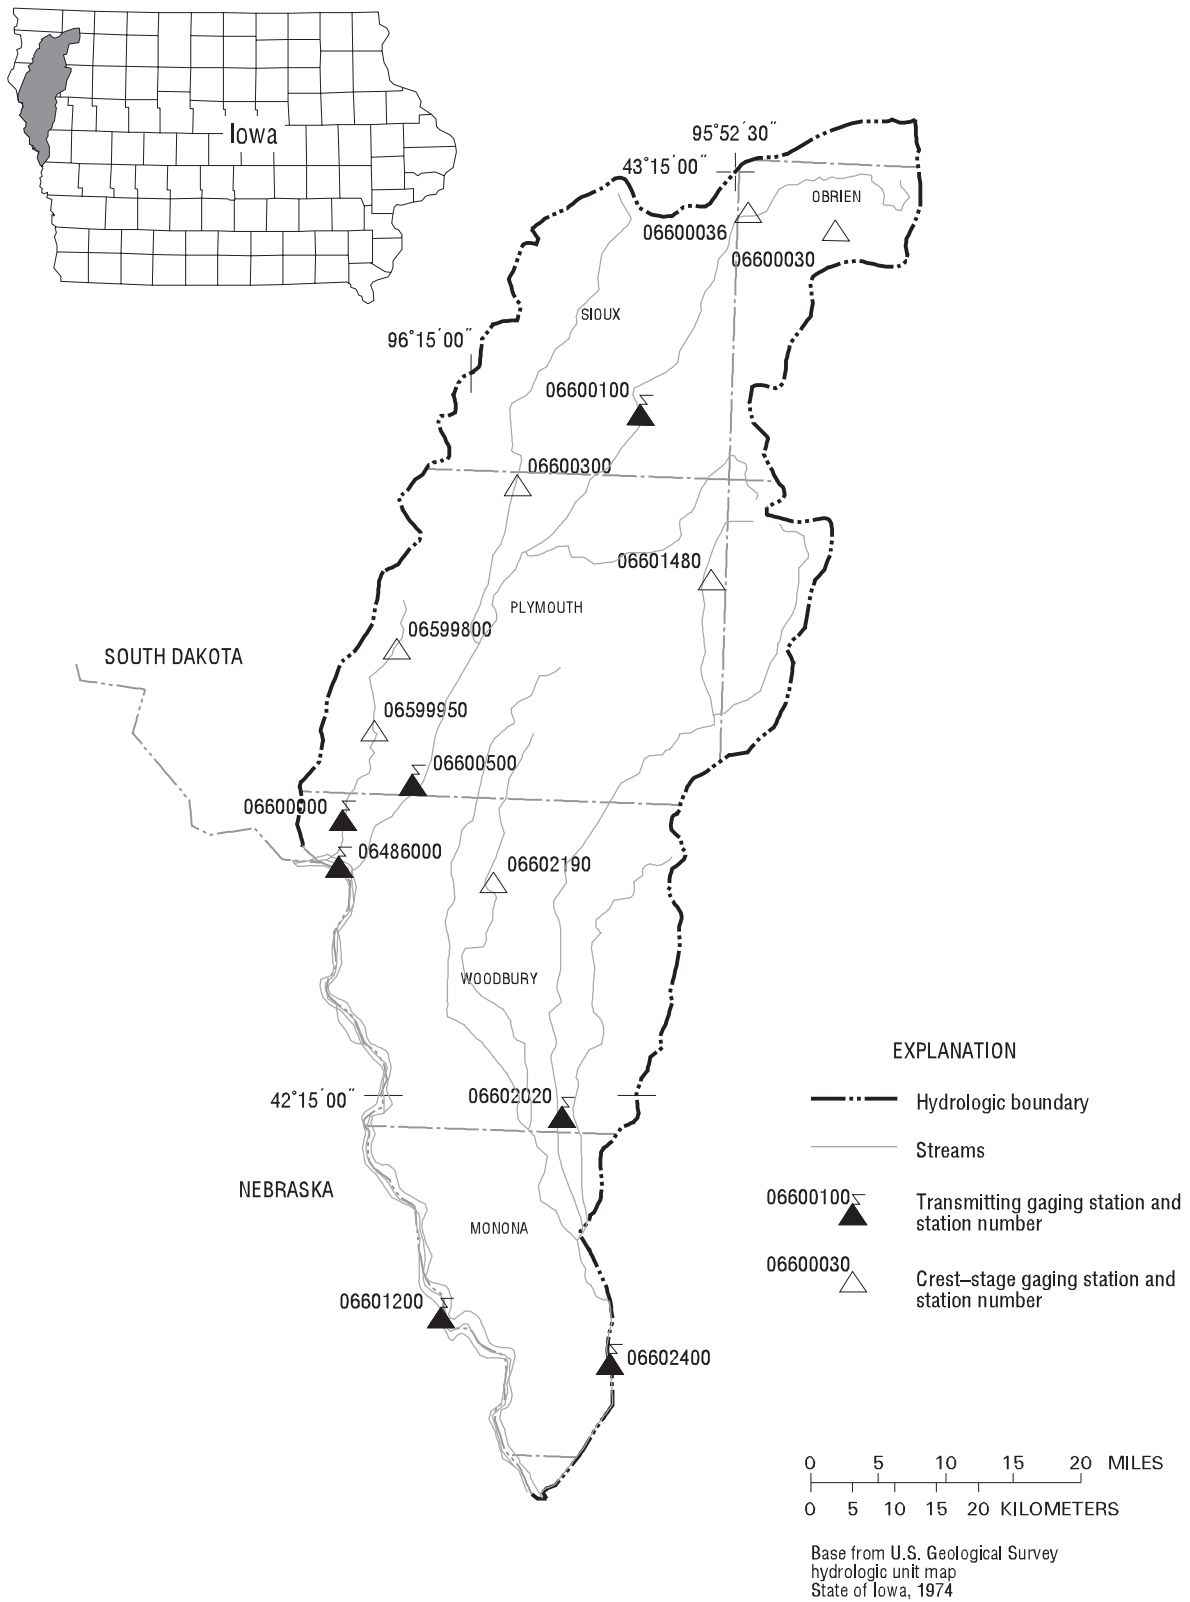 Iowa
95°52′30″
43°15′00″
OBRIEN
06600036
06600030
SIOUX
96°15′00″
06600100
06600300
06601480
PLYMOUTH
06599800
SOUTH DAKOTA
06599950
06600500
06600000
06486000
06602190
WOODBURY
EXPLANATION
42°15′00″
06602020
Hydrologic boundary
Streams
NEBRASKA
06600100
Transmitting gaging station and
station number
MONONA
06600030
Crest–stage gaging station and
station number
06601200
06602400
0 5 10 15 20 MILES
0 5 10 15 20 KILOMETERS
Base from U.S. Geological Survey
hydrologic unit map
State of Iowa, 1974